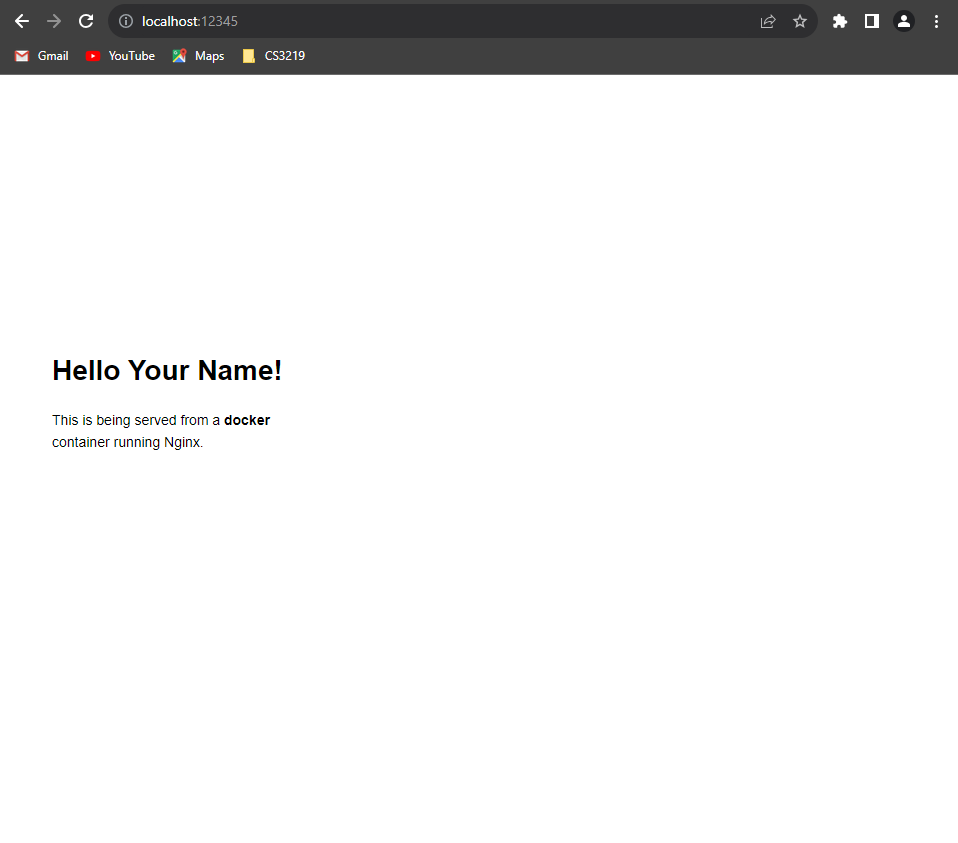 localhost:12345
Gmail YouTube Maps CS3219
Hello Your Name!
This is being served from a docker
container running Nginx.